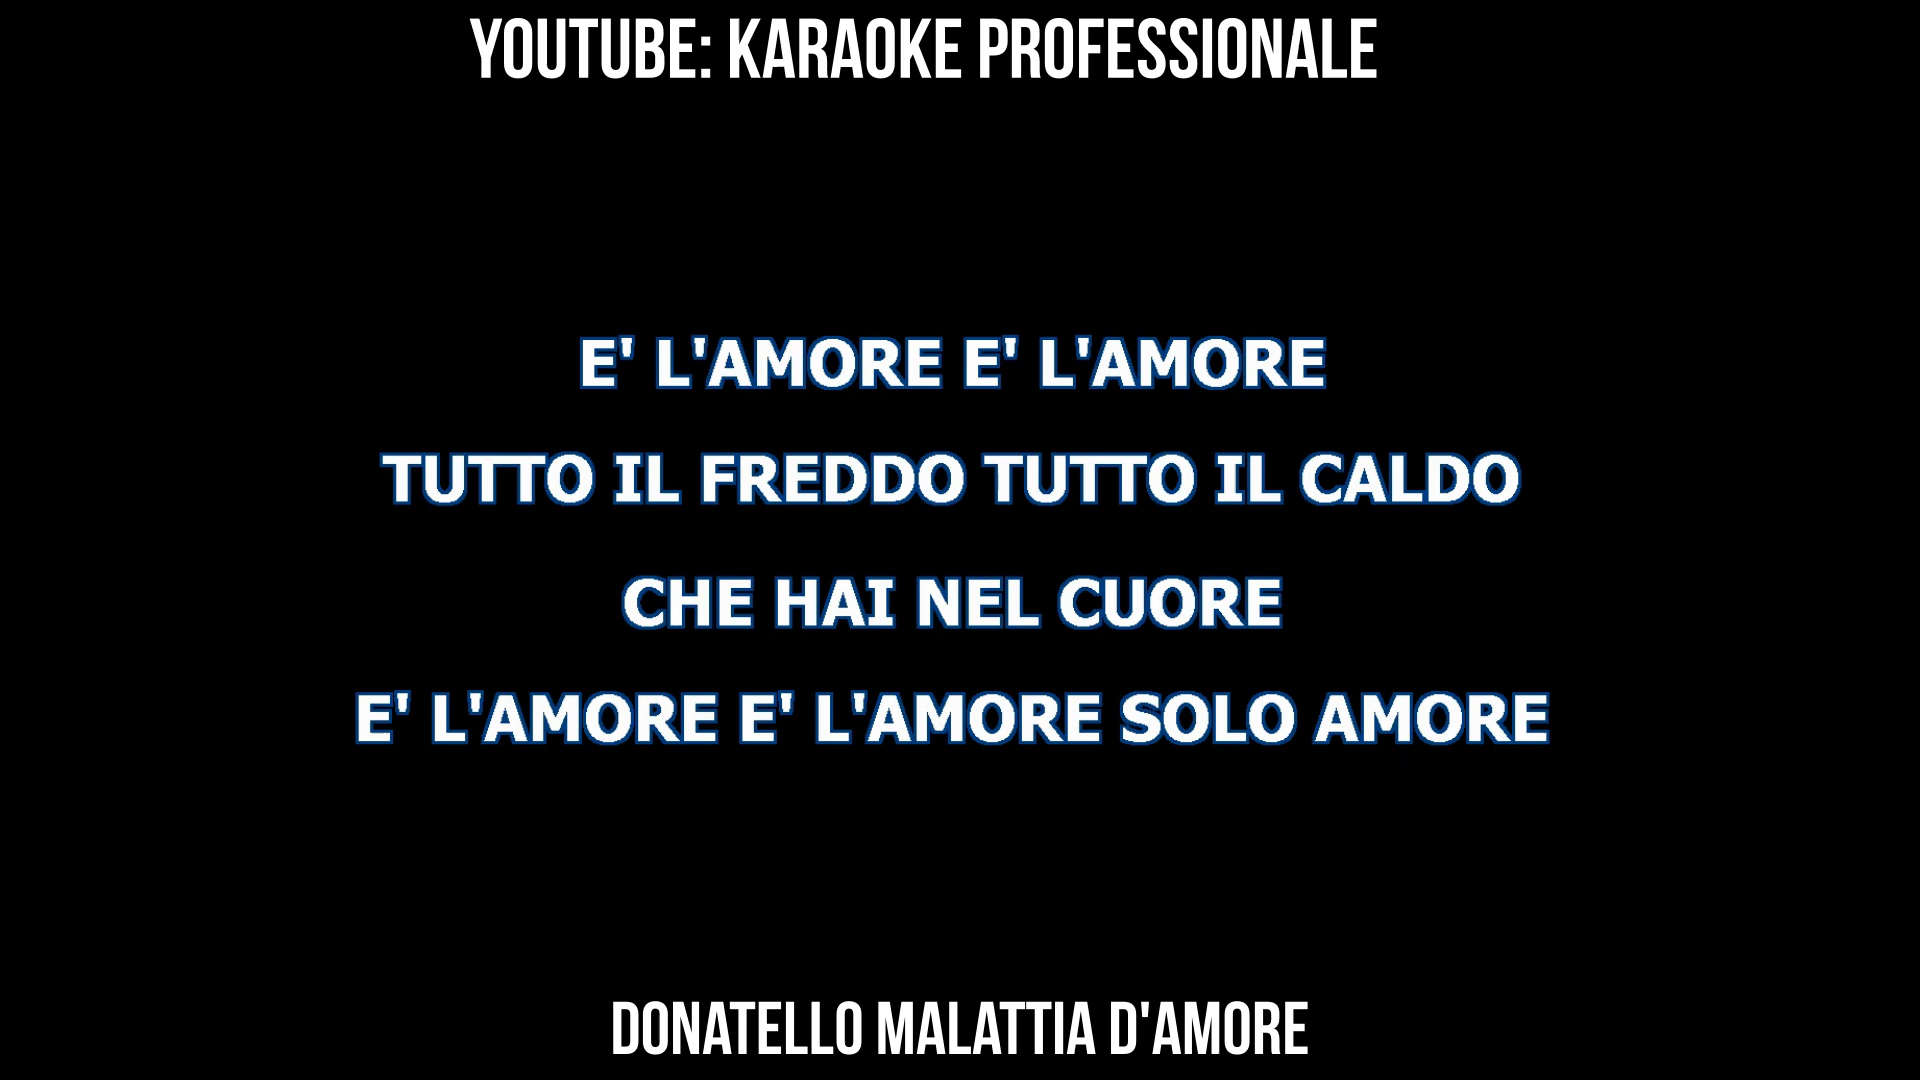 YOUTUBE: KARAOKE PROFESSIONALE
E' L'AMORE E' L'AMORE
TUTTO IL FREDDO TUTTO IL CALDO
CHE HAI NEL CUORE
E' L'AMORE E' L'AMORE SOLO AMORE
DONATELLO MALATTIA D'AMORE